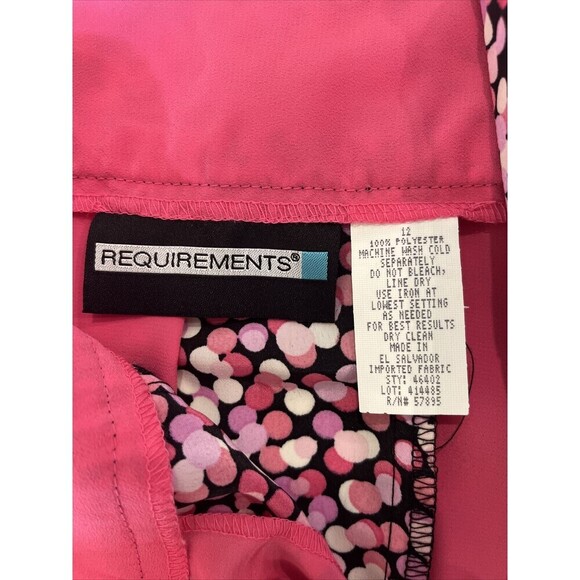 REQUIREMENTS®
12
100% POLYESTER
MACHINE WASH COLD
SEPARATELY
DO NOT BLEACH;
LINE DRY
USE IRON AT
LOWEST SETTING
AS NEEDED
FOR BEST RESULTS
DRY CLEAN
MADE IN
EL SALVADOR
IMPORTED FABRIC
STY: 46402
LOT: 414485
R/N# 57895